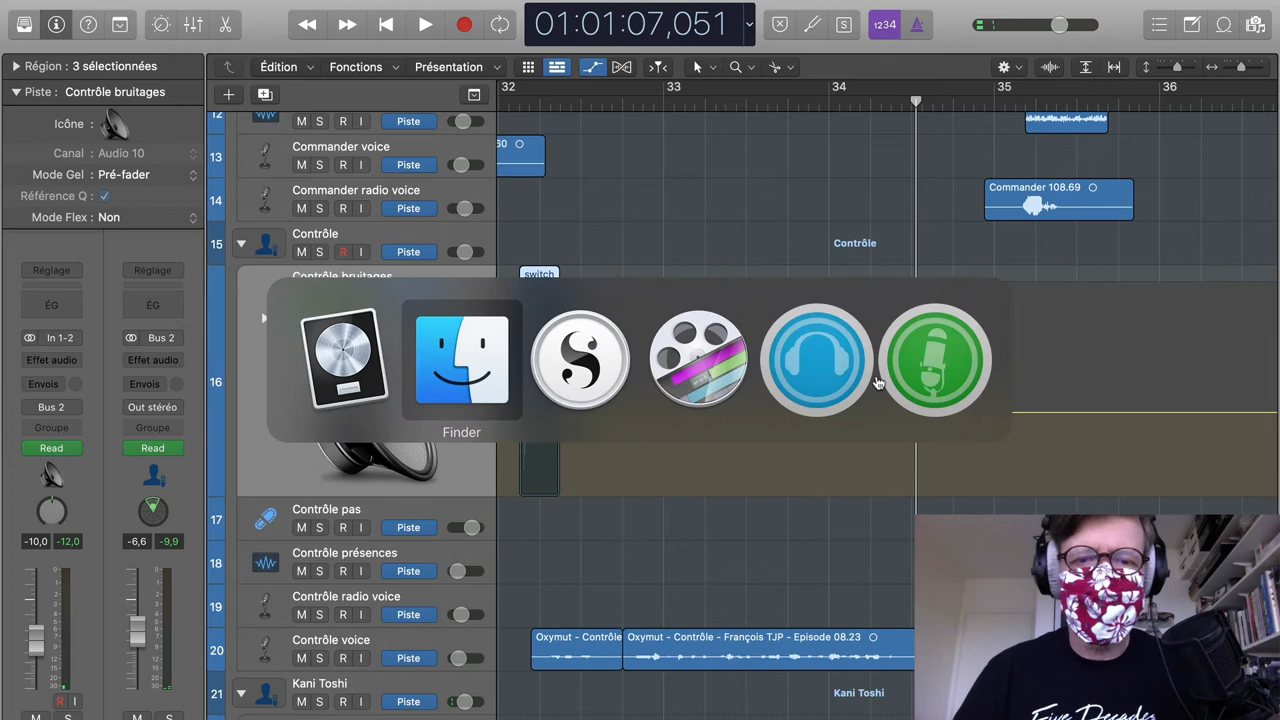 01:01:07,051
S
1234
Région : 3 sélectionnées
Édition
Fonctions
Présentation
Piste : Contrôle bruitages
32 33 34 35 36
Icône :
Canal : Audio 10
Mode Gel : Pré-fader
Référence Q :
Mode Flex : Non
12 M S R I Piste
13 Commander voice
M S R I Piste
14 Commander radio voice
M S R I Piste
Commander 108.69
15 Contrôle
M S R I Piste
Contrôle
Contrôle bruitages
switch
Réglage Réglage
ÉG ÉG
In 1-2 Bus 2
Effet audio Effet audio
Envois Envois
Bus 2 Out stéréo
Groupe Groupe
Read Read
16
Finder
-10,0 -12,0 -6,6 -9,9
17 Contrôle pas
M S R I Piste
18 Contrôle présences
M S R I Piste
19 Contrôle radio voice
M S R I Piste
20 Contrôle voice
M S R I Piste
Oxymut - Contrôle
Oxymut - Contrôle - François TJP - Episode 08.23
21 Kani Toshi
M S R I Piste
Kani Toshi
R I
M S M S
Five Decades